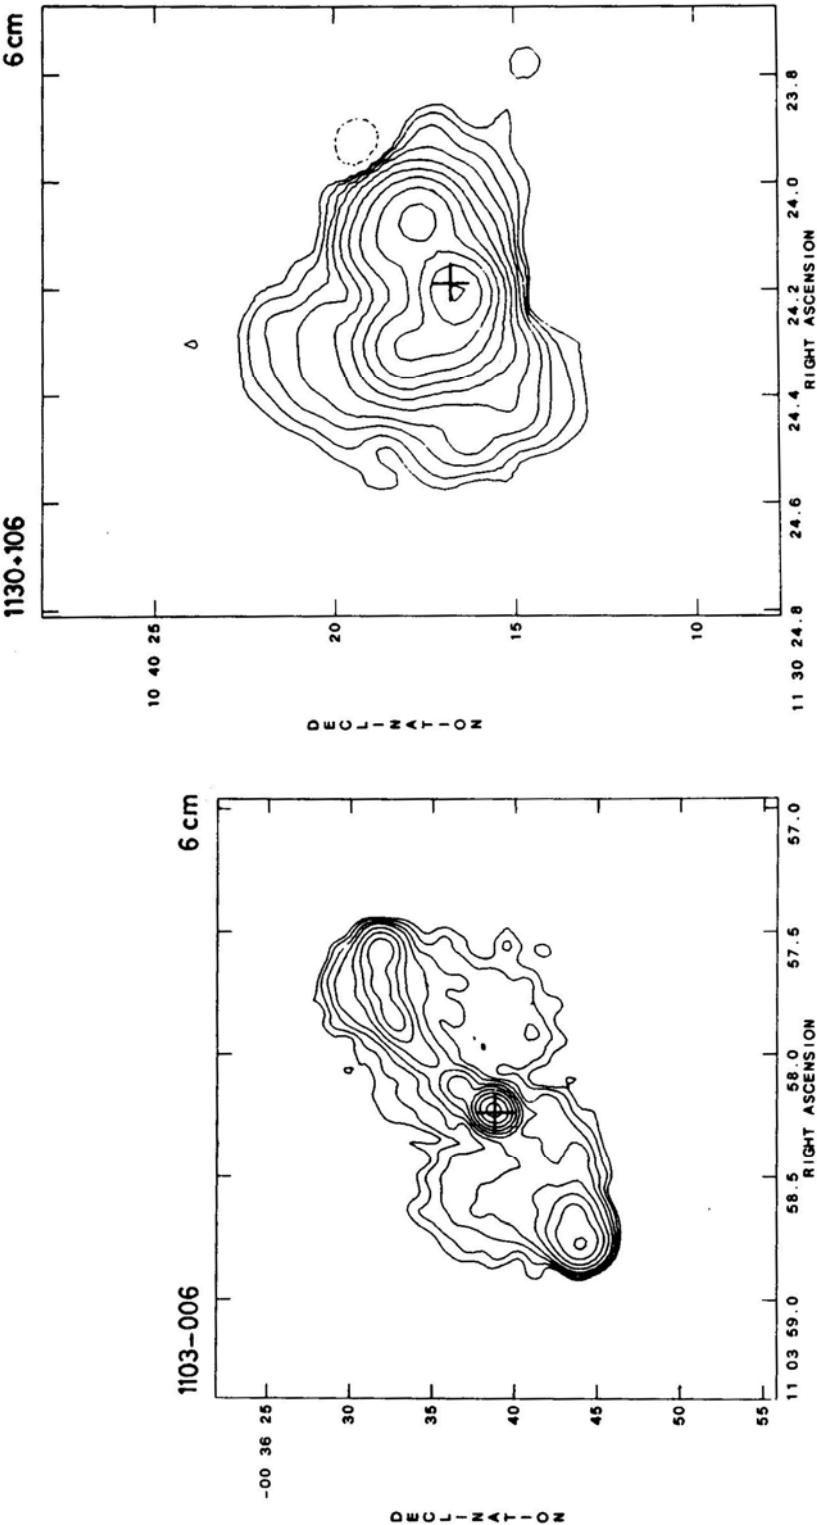 1103−006
6 cm
-00 36 25
30
35
40
45
50
55
DECLINATION
11 03 59.0
58.5
58.0
57.5
57.0
RIGHT ASCENSION
1130+106
6 cm
10 40 25
20
15
10
DECLINATION
11 30 24.8
24.6
24.4
24.2
24.0
23.8
RIGHT ASCENSION